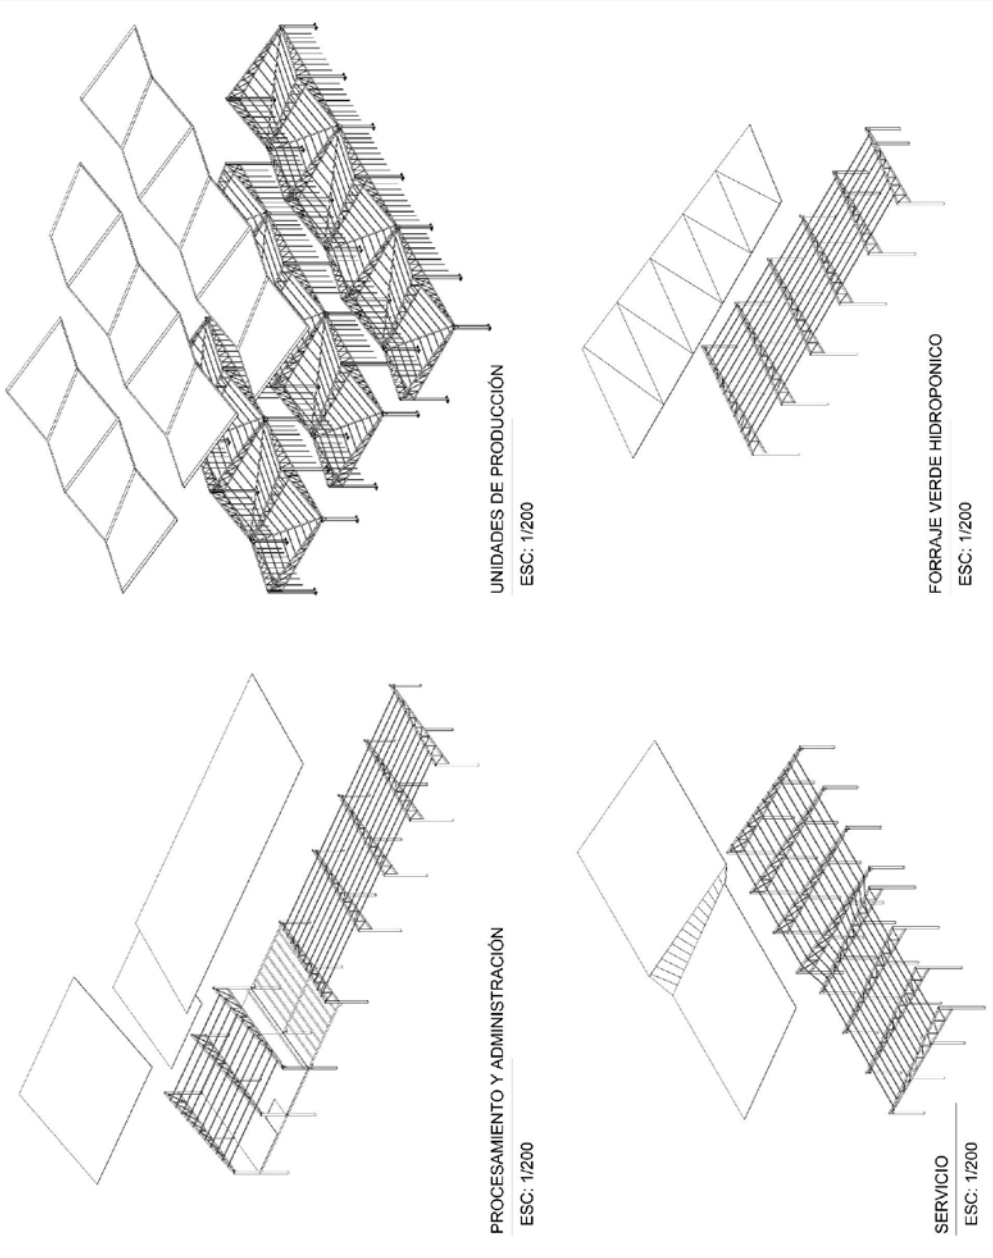 PROCESAMIENTO Y ADMINISTRACIÓN
ESC: 1/200
UNIDADES DE PRODUCCIÓN
ESC: 1/200
SERVICIO
ESC: 1/200
FORRAJE VERDE HIDROPONICO
ESC: 1/200